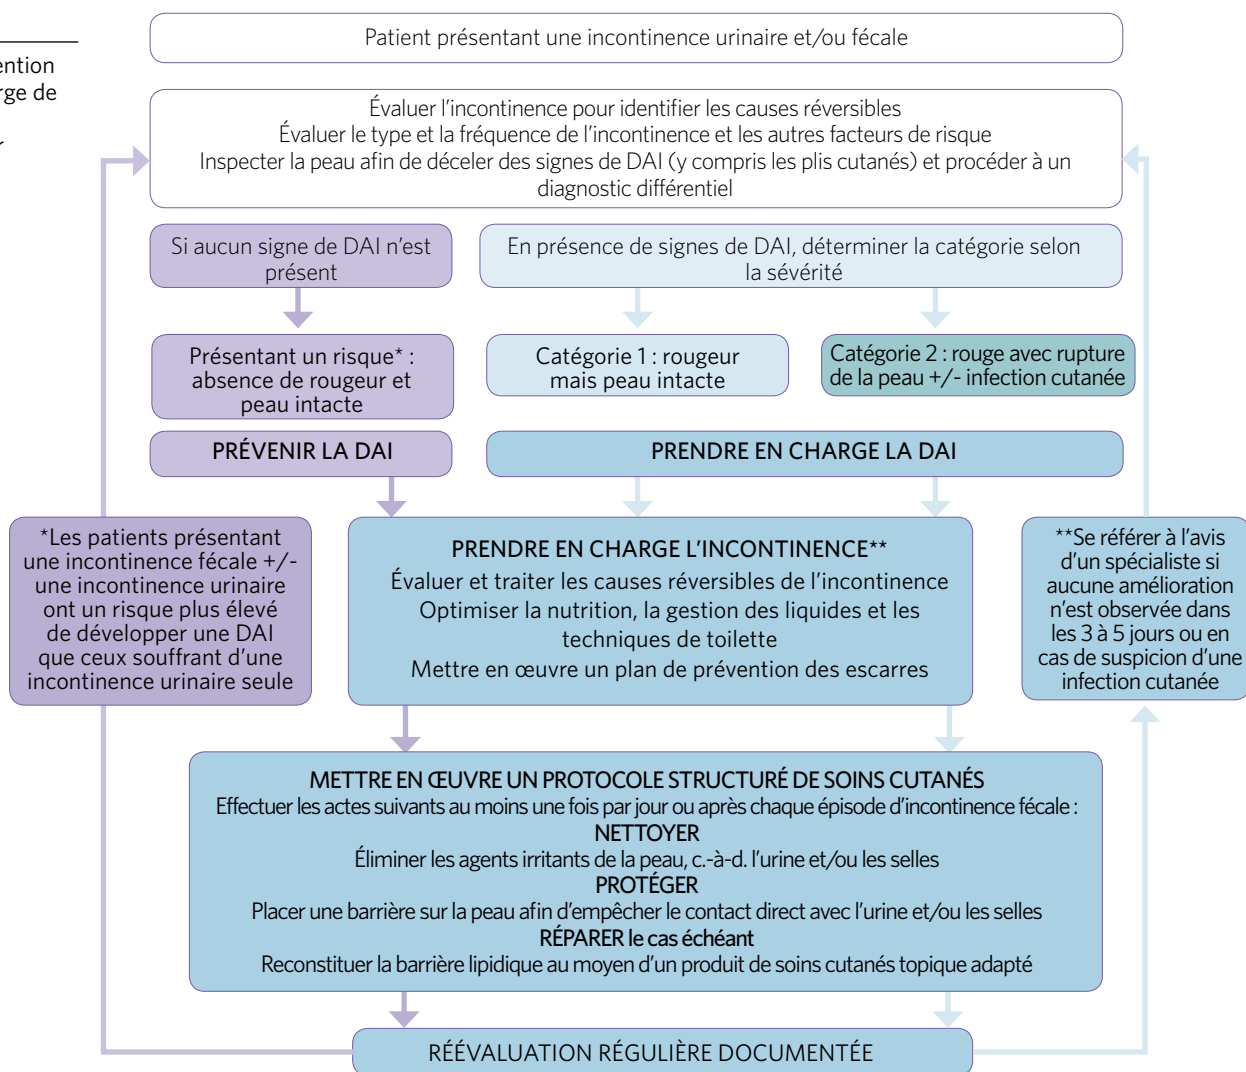 ention
rge de
r
Patient présentant une incontinence urinaire et/ou fécale
Évaluer l’incontinence pour identifier les causes réversibles
Évaluer le type et la fréquence de l’incontinence et les autres facteurs de risque
Inspecter la peau afin de déceler des signes de DAI (y compris les plis cutanés) et procéder à un
diagnostic différentiel
Si aucun signe de DAI n’est
présent
En présence de signes de DAI, déterminer la catégorie selon
la sévérité
Présentant un risque* :
absence de rougeur et
peau intacte
Catégorie 1 : rougeur
mais peau intacte
Catégorie 2 : rouge avec rupture
de la peau +/- infection cutanée
PRÉVENIR LA DAI
PRENDRE EN CHARGE LA DAI
*Les patients présentant
une incontinence fécale +/-
une incontinence urinaire
ont un risque plus élevé
de développer une DAI
que ceux souffrant d’une
incontinence urinaire seule
PRENDRE EN CHARGE L’INCONTINENCE**
Évaluer et traiter les causes réversibles de l’incontinence
Optimiser la nutrition, la gestion des liquides et les
techniques de toilette
Mettre en œuvre un plan de prévention des escarres
**Se référer à l’avis
d’un spécialiste si
aucune amélioration
n’est observée dans
les 3 à 5 jours ou en
cas de suspicion d’une
infection cutanée
METTRE EN ŒUVRE UN PROTOCOLE STRUCTURÉ DE SOINS CUTANÉS
Effectuer les actes suivants au moins une fois par jour ou après chaque épisode d’incontinence fécale :
NETTOYER
Éliminer les agents irritants de la peau, c.-à-d. l’urine et/ou les selles
PROTÉGER
Placer une barrière sur la peau afin d’empêcher le contact direct avec l’urine et/ou les selles
RÉPARER le cas échéant
Reconstituer la barrière lipidique au moyen d’un produit de soins cutanés topique adapté
RÉÉVALUATION RÉGULIÈRE DOCUMENTÉE